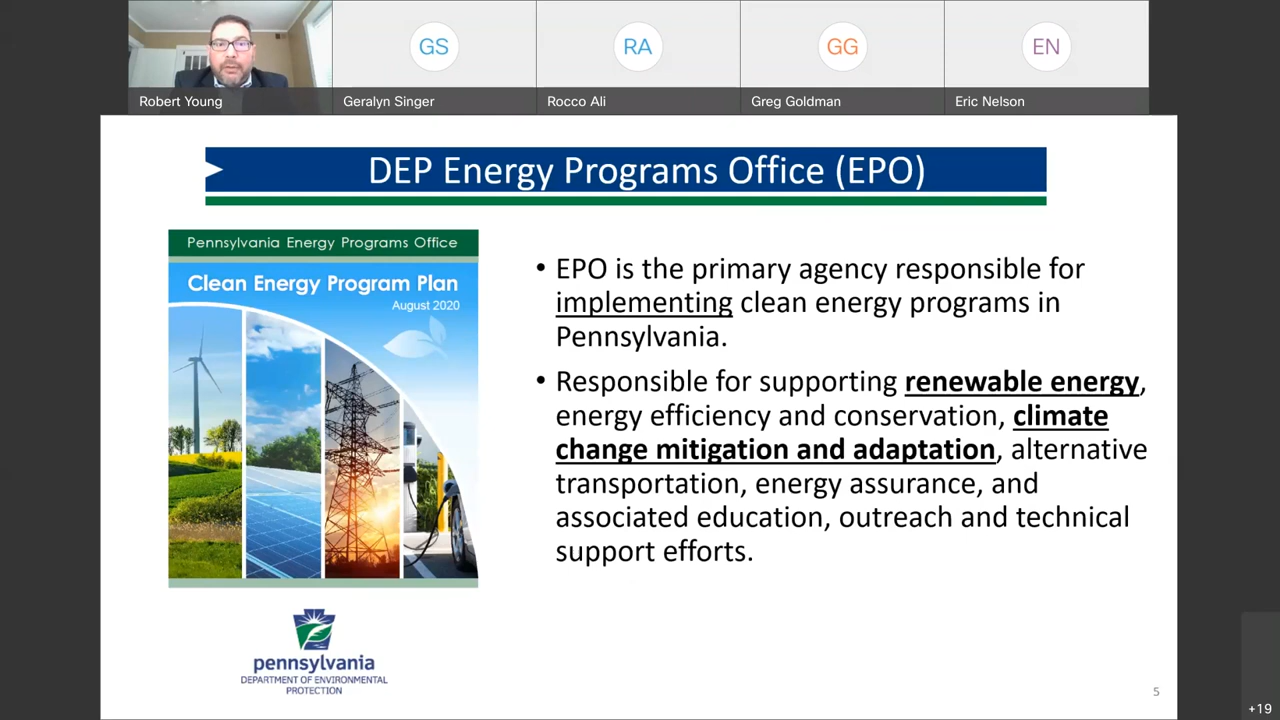 GS
RA
GG
EN
Robert Young
Geralyn Singer
Rocco Ali
Greg Goldman
Eric Nelson
DEP Energy Programs Office (EPO)
Pennsylvania Energy Programs Office
Clean Energy Program Plan
August 2020
• EPO is the primary agency responsible for
implementing clean energy programs in
Pennsylvania.
• Responsible for supporting renewable energy,
energy efficiency and conservation, climate
change mitigation and adaptation, alternative
transportation, energy assurance, and
associated education, outreach and technical
support efforts.
pennsylvania
DEPARTMENT OF ENVIRONMENTAL
PROTECTION
5
+19